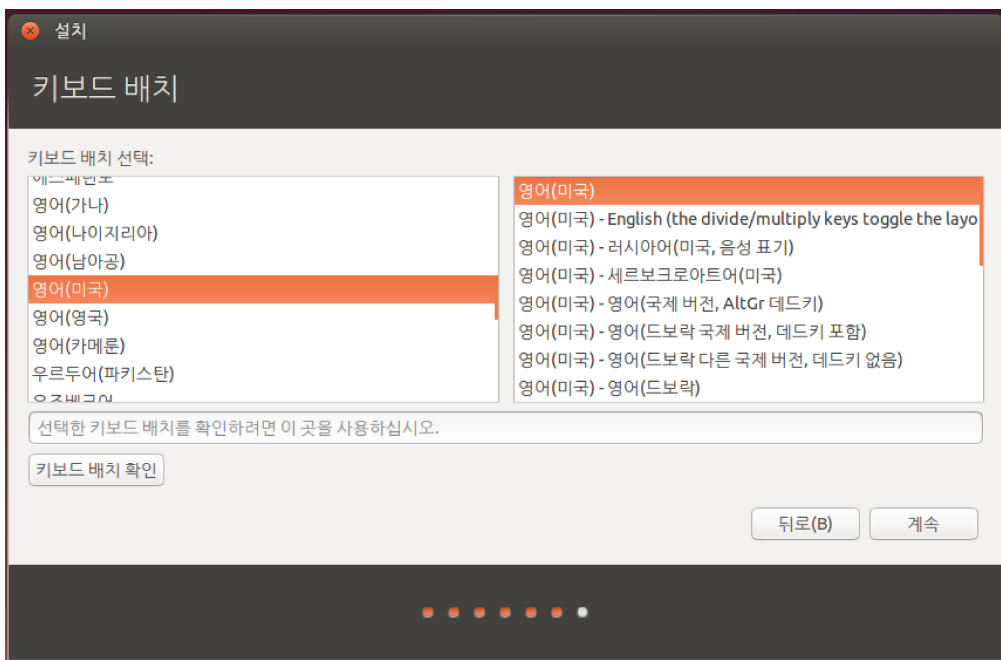 설치
키보드 배치
키보드 배치 선택:
에스페란토
영어(가나)
영어(나이지리아)
영어(남아공)
영어(미국)
영어(영국)
영어(카메룬)
우르두어(파키스탄)
우즈베크어
영어(미국)
영어(미국) - English (the divide/multiply keys toggle the layo
영어(미국) - 러시아어(미국, 음성 표기)
영어(미국) - 세르보크로아트어(미국)
영어(미국) - 영어(국제 버전, AltGr 데드키)
영어(미국) - 영어(드보락 국제 버전, 데드키 포함)
영어(미국) - 영어(드보락 다른 국제 버전, 데드키 없음)
영어(미국) - 영어(드보락)
선택한 키보드 배치를 확인하려면 이 곳을 사용하십시오.
키보드 배치 확인
뒤로(B) 계속